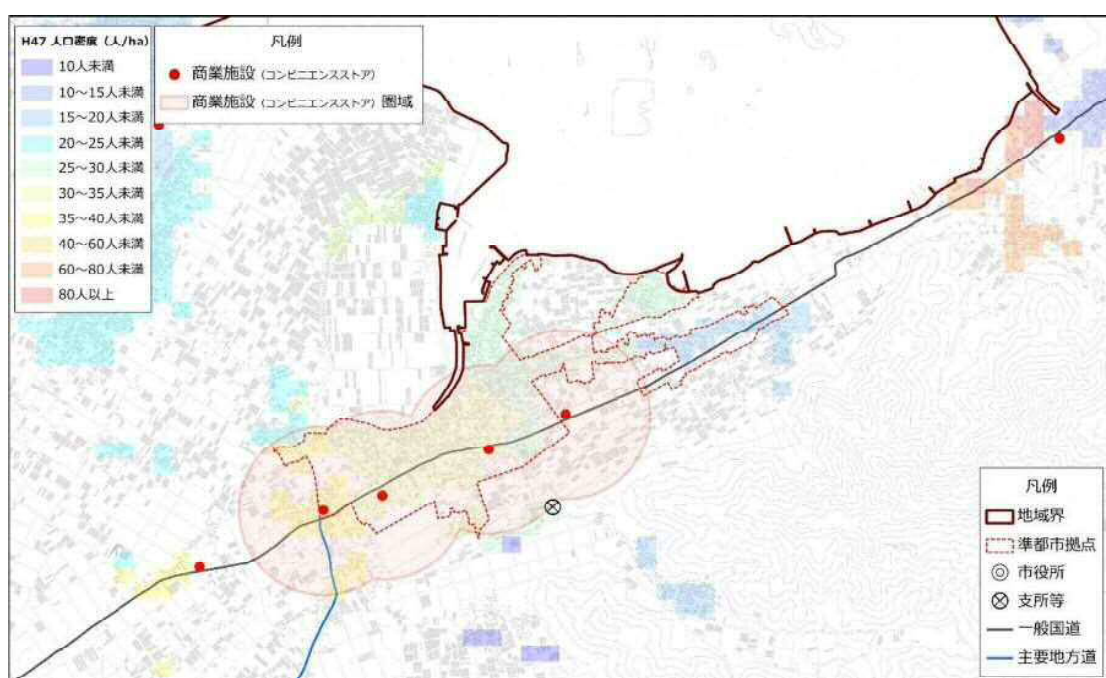 H47 人口密度（人/ha）
10人未満
10～15人未満
15～20人未満
20～25人未満
25～30人未満
30～35人未満
35～40人未満
40～60人未満
60～80人未満
80人以上
凡例
商業施設（コンビニエンスストア）
商業施設（コンビニエンスストア）圏域
凡例
地域界
準都市拠点
市役所
支所等
一般国道
主要地方道